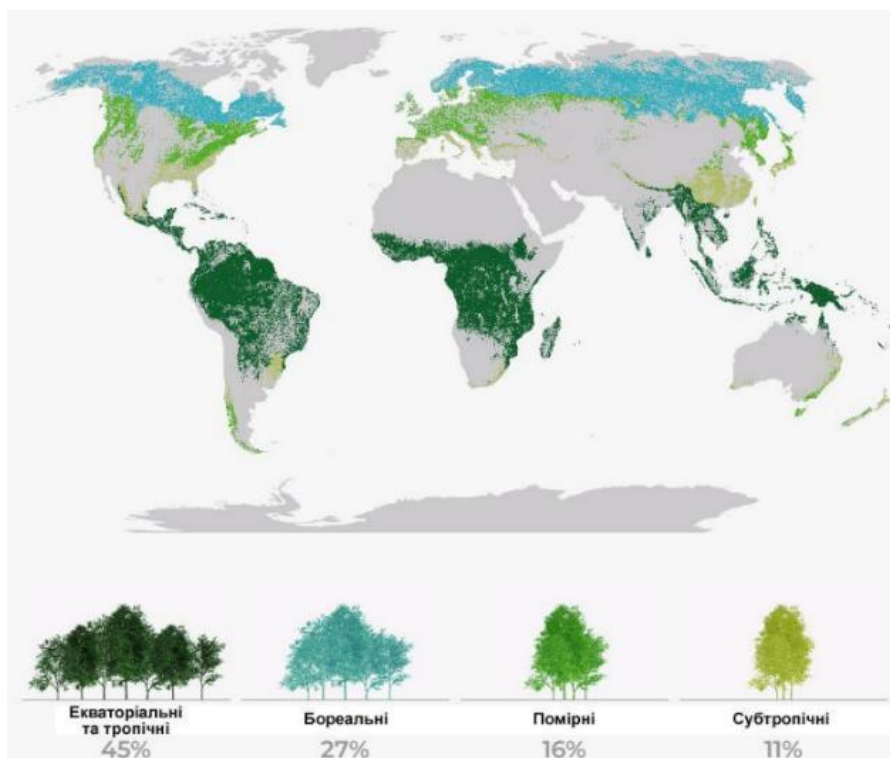 Екваторіальні
та тропічні
45%
Бореальні
27%
Помірні
16%
Субтропічні
11%